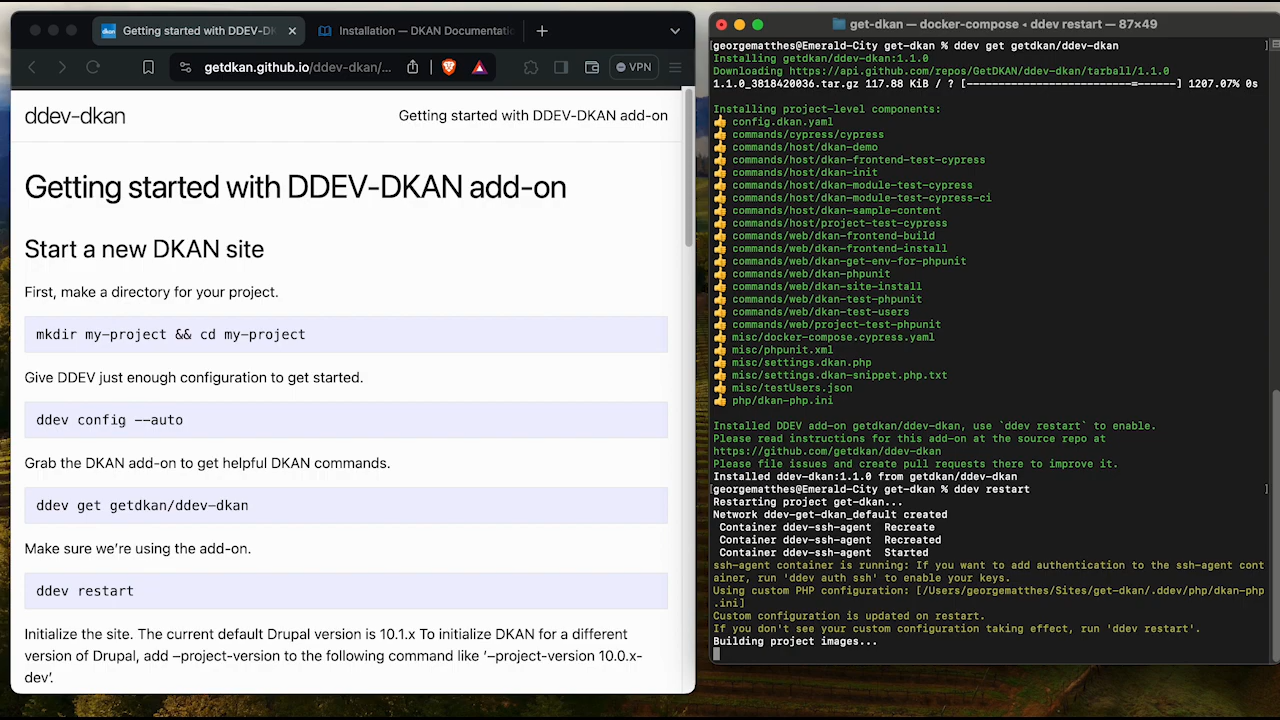 Getting started with DDEV-DK
Installation — DKAN Documentatio
getdkan.github.io/ddev-dkan/...
VPN
ddev-dkan
Getting started with DDEV-DKAN add-on
Getting started with DDEV-DKAN add-on
Start a new DKAN site
First, make a directory for your project.
mkdir my-project && cd my-project
Give DDEV just enough configuration to get started.
ddev config --auto
Grab the DKAN add-on to get helpful DKAN commands.
ddev get getdkan/ddev-dkan
Make sure we’re using the add-on.
ddev restart
Initialize the site. The current default Drupal version is 10.1.x To initialize DKAN for a different
version of Drupal, add –project-version to the following command like ‘–project-version 10.0.x-
dev’.
get-dkan — docker-compose ◂ ddev restart — 87×49
[georgematthes@Emerald-City get-dkan % ddev get getdkan/ddev-dkan ]
Installing getdkan/ddev-dkan:1.1.0
Downloading https://api.github.com/repos/GetDKAN/ddev-dkan/tarball/1.1.0
1.1.0_3818420036.tar.gz 117.88 KiB / ? [--------------------------=------] 1207.07% 0s
Installing project-level components:
👍 config.dkan.yaml
👍 commands/cypress/cypress
👍 commands/host/dkan-demo
👍 commands/host/dkan-frontend-test-cypress
👍 commands/host/dkan-init
👍 commands/host/dkan-module-test-cypress
👍 commands/host/dkan-module-test-cypress-ci
👍 commands/host/dkan-sample-content
👍 commands/host/project-test-cypress
👍 commands/web/dkan-frontend-build
👍 commands/web/dkan-frontend-install
👍 commands/web/dkan-get-env-for-phpunit
👍 commands/web/dkan-phpunit
👍 commands/web/dkan-site-install
👍 commands/web/dkan-test-phpunit
👍 commands/web/dkan-test-users
👍 commands/web/project-test-phpunit
👍 misc/docker-compose.cypress.yaml
👍 misc/phpunit.xml
👍 misc/settings.dkan.php
👍 misc/settings.dkan-snippet.php.txt
👍 misc/testUsers.json
👍 php/dkan-php.ini
Installed DDEV add-on getdkan/ddev-dkan, use `ddev restart` to enable.
Please read instructions for this add-on at the source repo at
https://github.com/getdkan/ddev-dkan
Please file issues and create pull requests there to improve it.
Installed ddev-dkan:1.1.0 from getdkan/ddev-dkan
[georgematthes@Emerald-City get-dkan % ddev restart ]
Restarting project get-dkan...
Network ddev-get-dkan_default created
Container ddev-ssh-agent Recreate
Container ddev-ssh-agent Recreated
Container ddev-ssh-agent Started
ssh-agent container is running: If you want to add authentication to the ssh-agent cont
ainer, run 'ddev auth ssh' to enable your keys.
Using custom PHP configuration: [/Users/georgematthes/Sites/get-dkan/.ddev/php/dkan-php
.ini]
Custom configuration is updated on restart.
If you don't see your custom configuration taking effect, run 'ddev restart'.
Building project images...